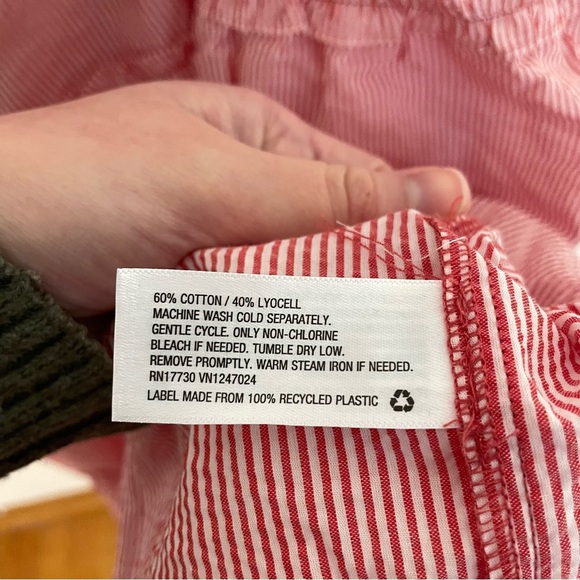 60% COTTON / 40% LYOCELL
MACHINE WASH COLD SEPARATELY.
GENTLE CYCLE. ONLY NON-CHLORINE
BLEACH IF NEEDED. TUMBLE DRY LOW.
REMOVE PROMPTLY. WARM STEAM IRON IF NEEDED.
RN17730 VN1247024
LABEL MADE FROM 100% RECYCLED PLASTIC